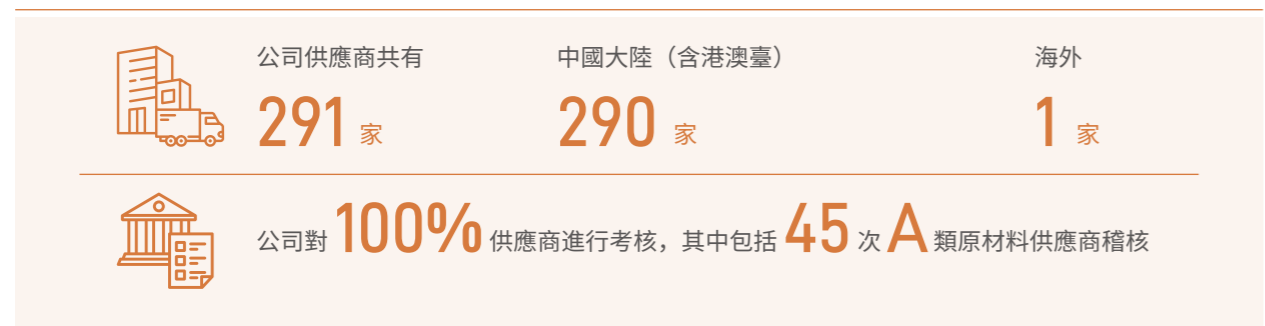 公司供應商共有 中國大陸（含港澳臺） 海外
291 家 290 家 1 家
公司對 100% 供應商進行考核，其中包括 45 次 A 類原材料供應商稽核